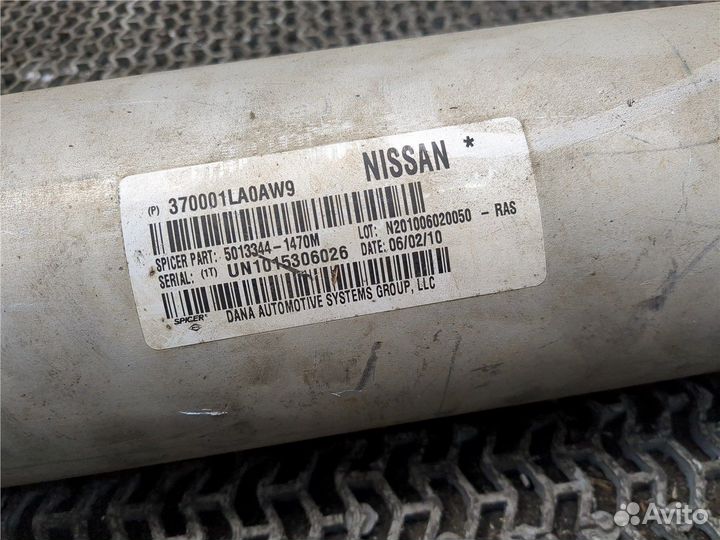 NISSAN *
(P) 370001LA0AW9
SPICER PART: 5013344-1470M LOT: N201006020050 - RAS
SERIAL: (1T) UN1015306026 DATE: 06/02/10
SPICER
DANA AUTOMOTIVE SYSTEMS GROUP, LLC
Avito